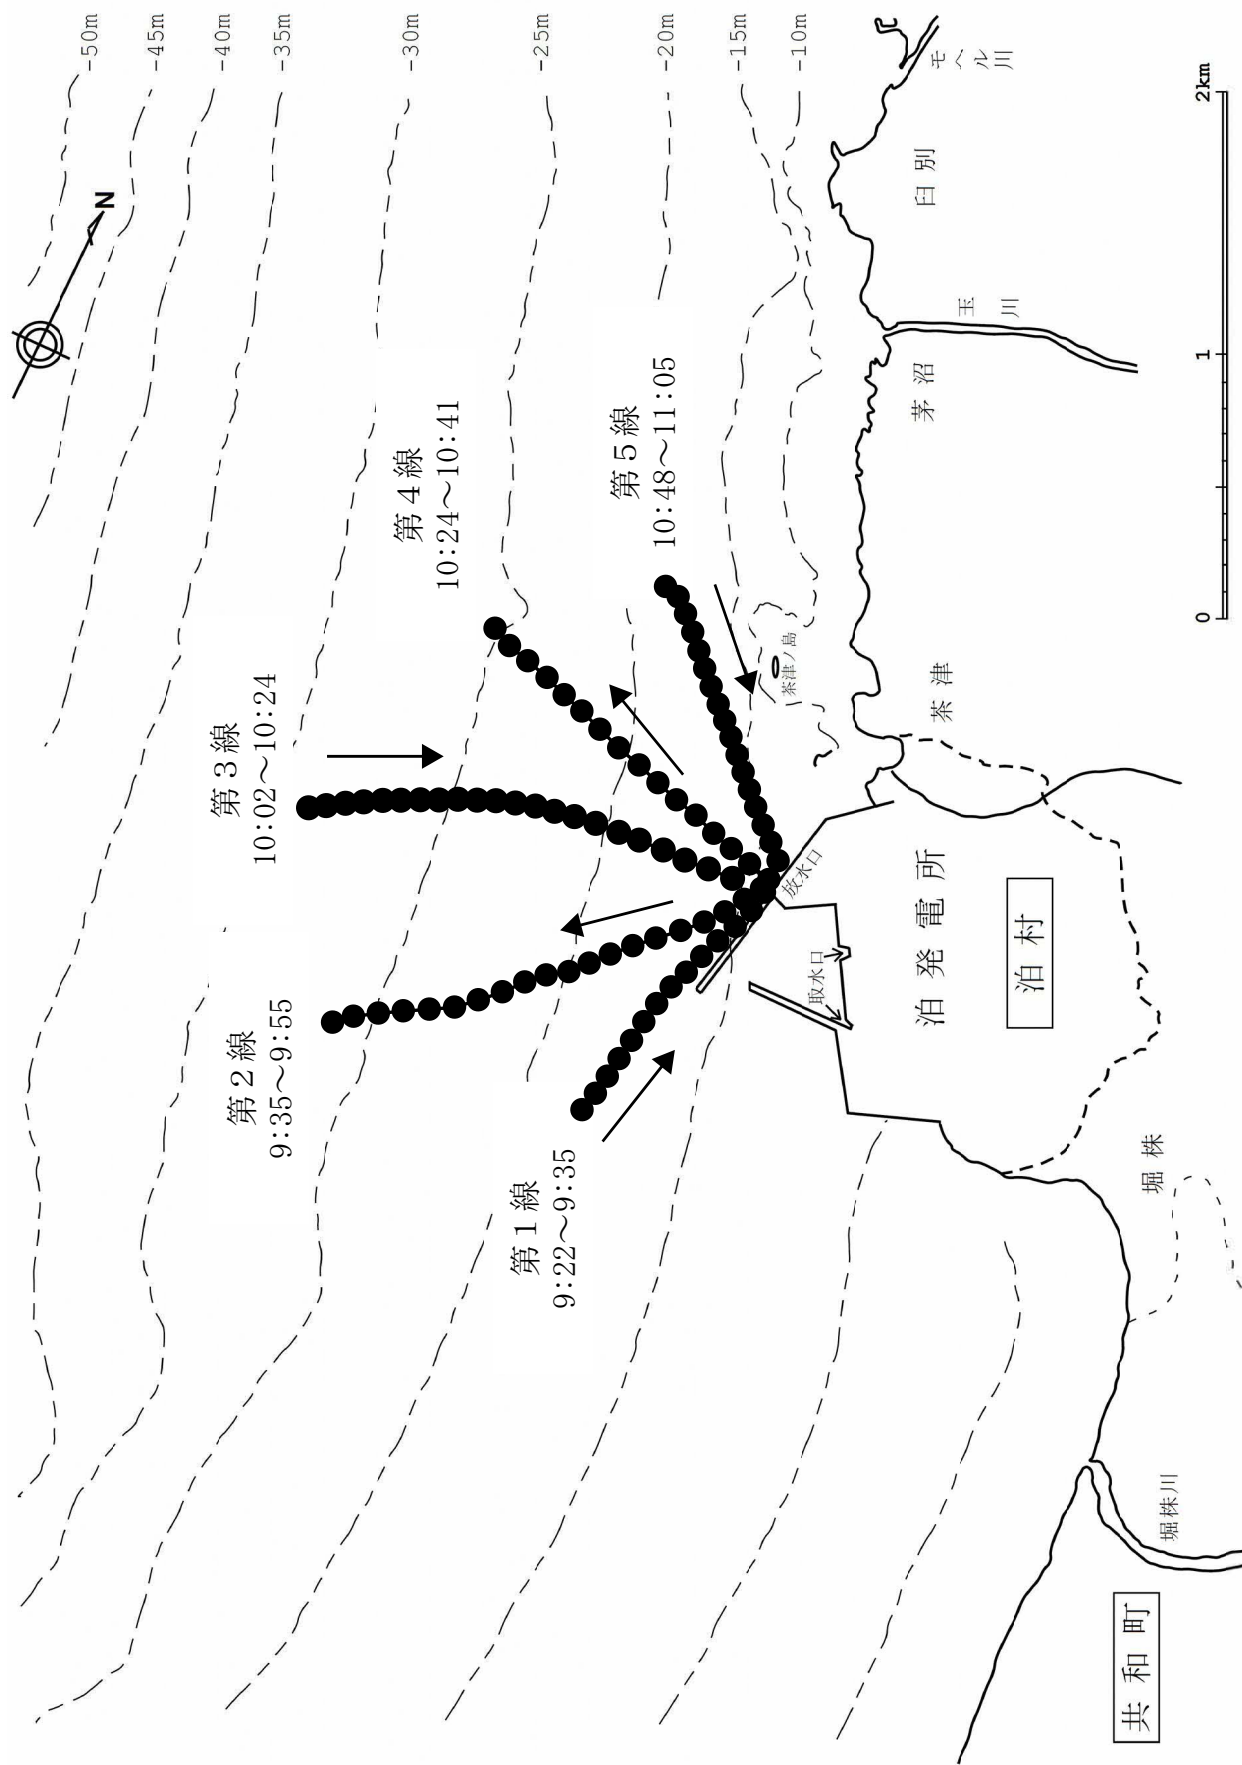 -50m
-45m
-40m
-35m
-30m
-25m
-20m
-15m
-10m
N
モヘル川
臼別
玉川
茅沼
茶津ノ島
茶津
第1線
9:22～9:35
第2線
9:35～9:55
第3線
10:02～10:24
第4線
10:24～10:41
第5線
10:48～11:05
放水口
取水口
泊発電所
泊村
堀株
堀株川
共和町
0
1
2km